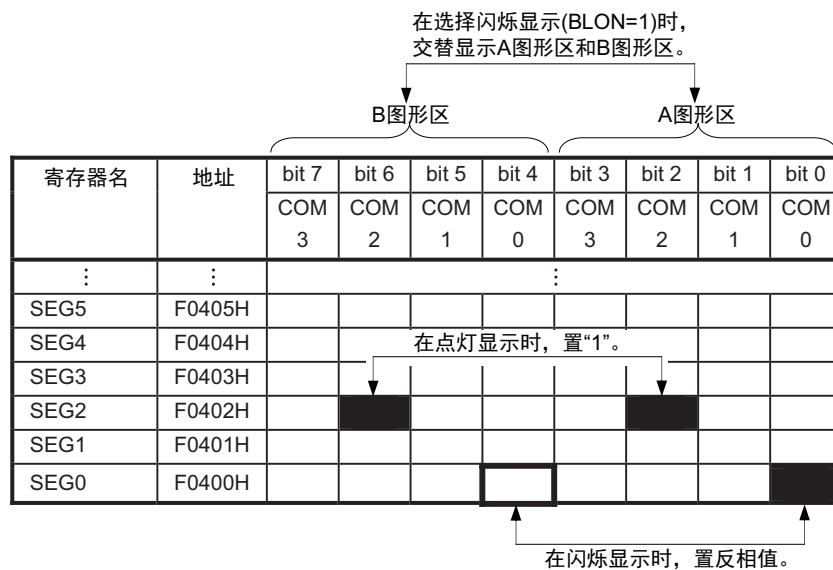 在选择闪烁显示(BLON=1)时，
交替显示A图形区和B图形区。
B图形区 A图形区
寄存器名 地址 bit 7 bit 6 bit 5 bit 4 bit 3 bit 2 bit 1 bit 0
COM COM COM COM COM COM COM COM
3 2 1 0 3 2 1 0
⋮ ⋮ ⋮
SEG5 F0405H
SEG4 F0404H 在点灯显示时，置“1”。
SEG3 F0403H
SEG2 F0402H
SEG1 F0401H
SEG0 F0400H
在闪烁显示时，置反相值。